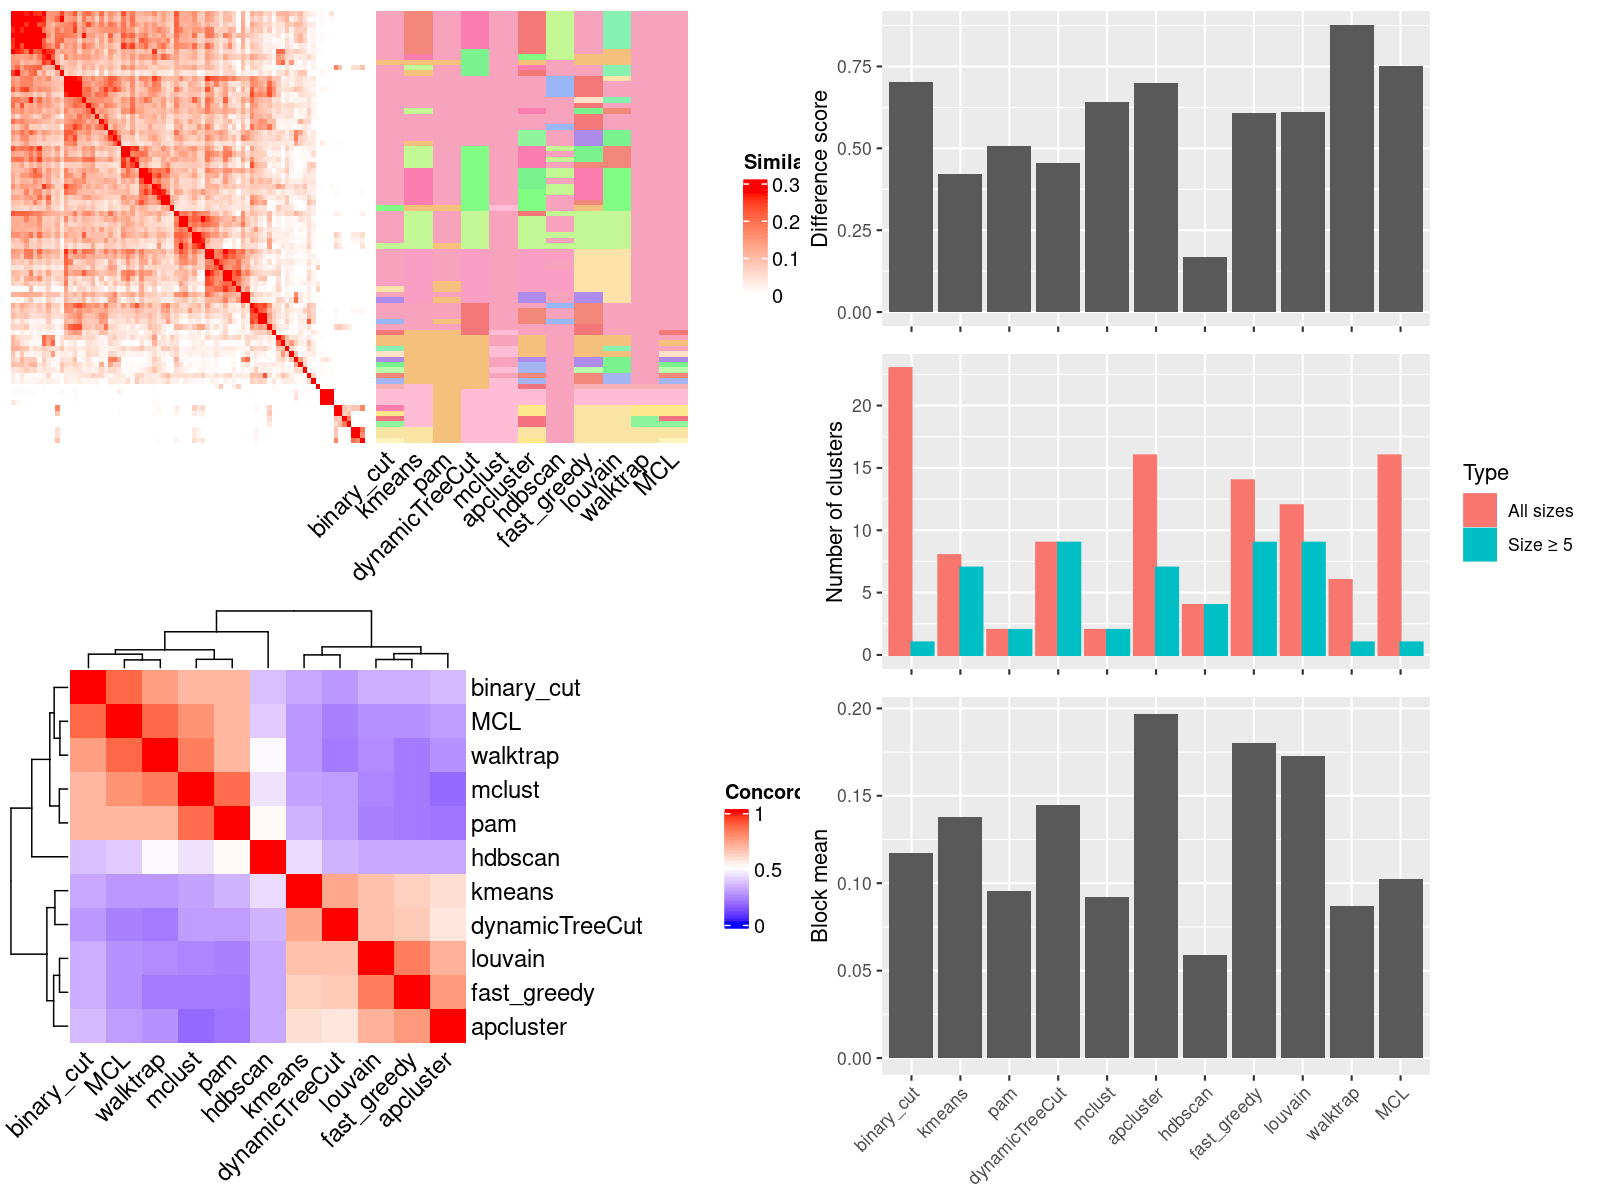 Simila
0.3
0.2
0.1
0
binary_cut
kmeans
pam
dynamicTreeCut
mclust
apcluster
hdbscan
fast_greedy
louvain
walktrap
MCL
binary_cut
MCL
walktrap
mclust
pam
hdbscan
kmeans
dynamicTreeCut
louvain
fast_greedy
apcluster
binary_cut
MCL
walktrap
mclust
pam
hdbscan
kmeans
dynamicTreeCut
louvain
fast_greedy
apcluster
Concord
1
0.5
0
Difference score
0.75
0.50
0.25
0.00
Number of clusters
20
15
10
5
0
Type
All sizes
Size ≥ 5
Block mean
0.20
0.15
0.10
0.05
0.00
binary_cut
kmeans
pam
dynamicTreeCut
mclust
apcluster
hdbscan
fast_greedy
louvain
walktrap
MCL